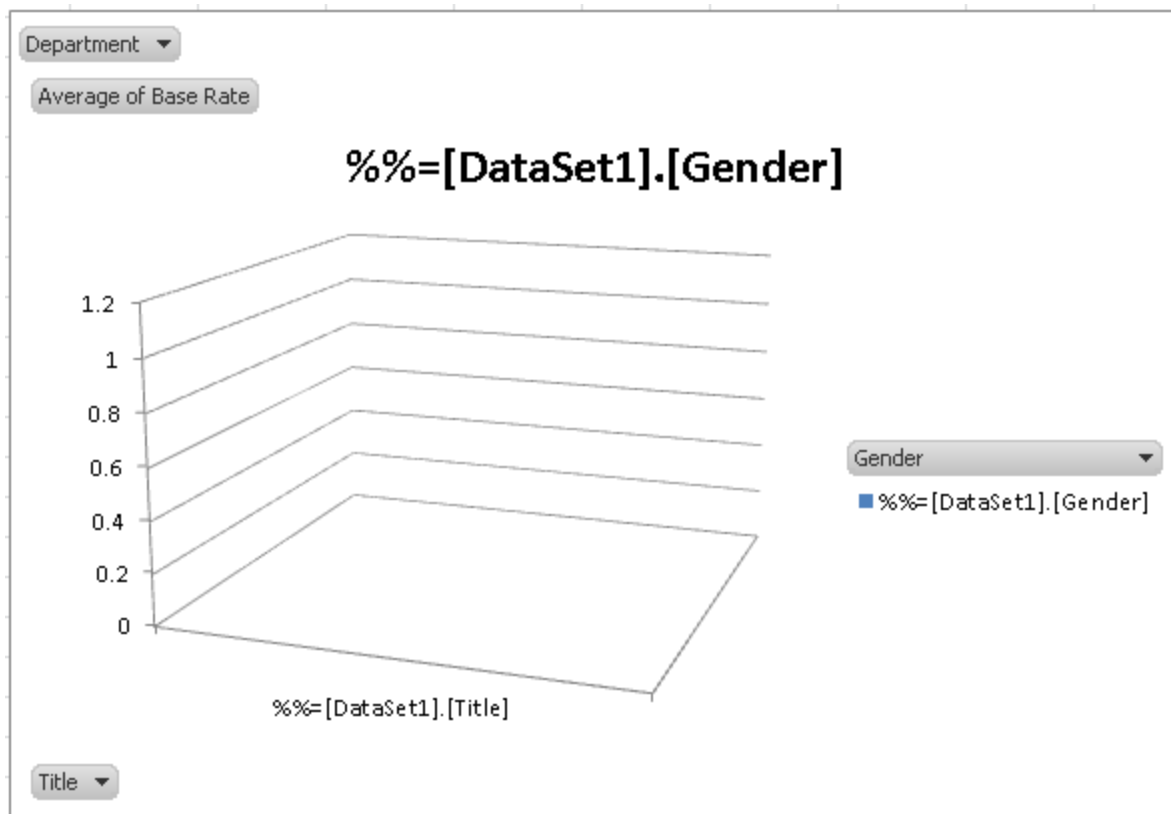 Department
Average of Base Rate
%%=[DataSet1].[Gender]
1.2
1
0.8
0.6
0.4
0.2
0
Gender
%%=[DataSet1].[Gender]
%%=[DataSet1].[Title]
Title